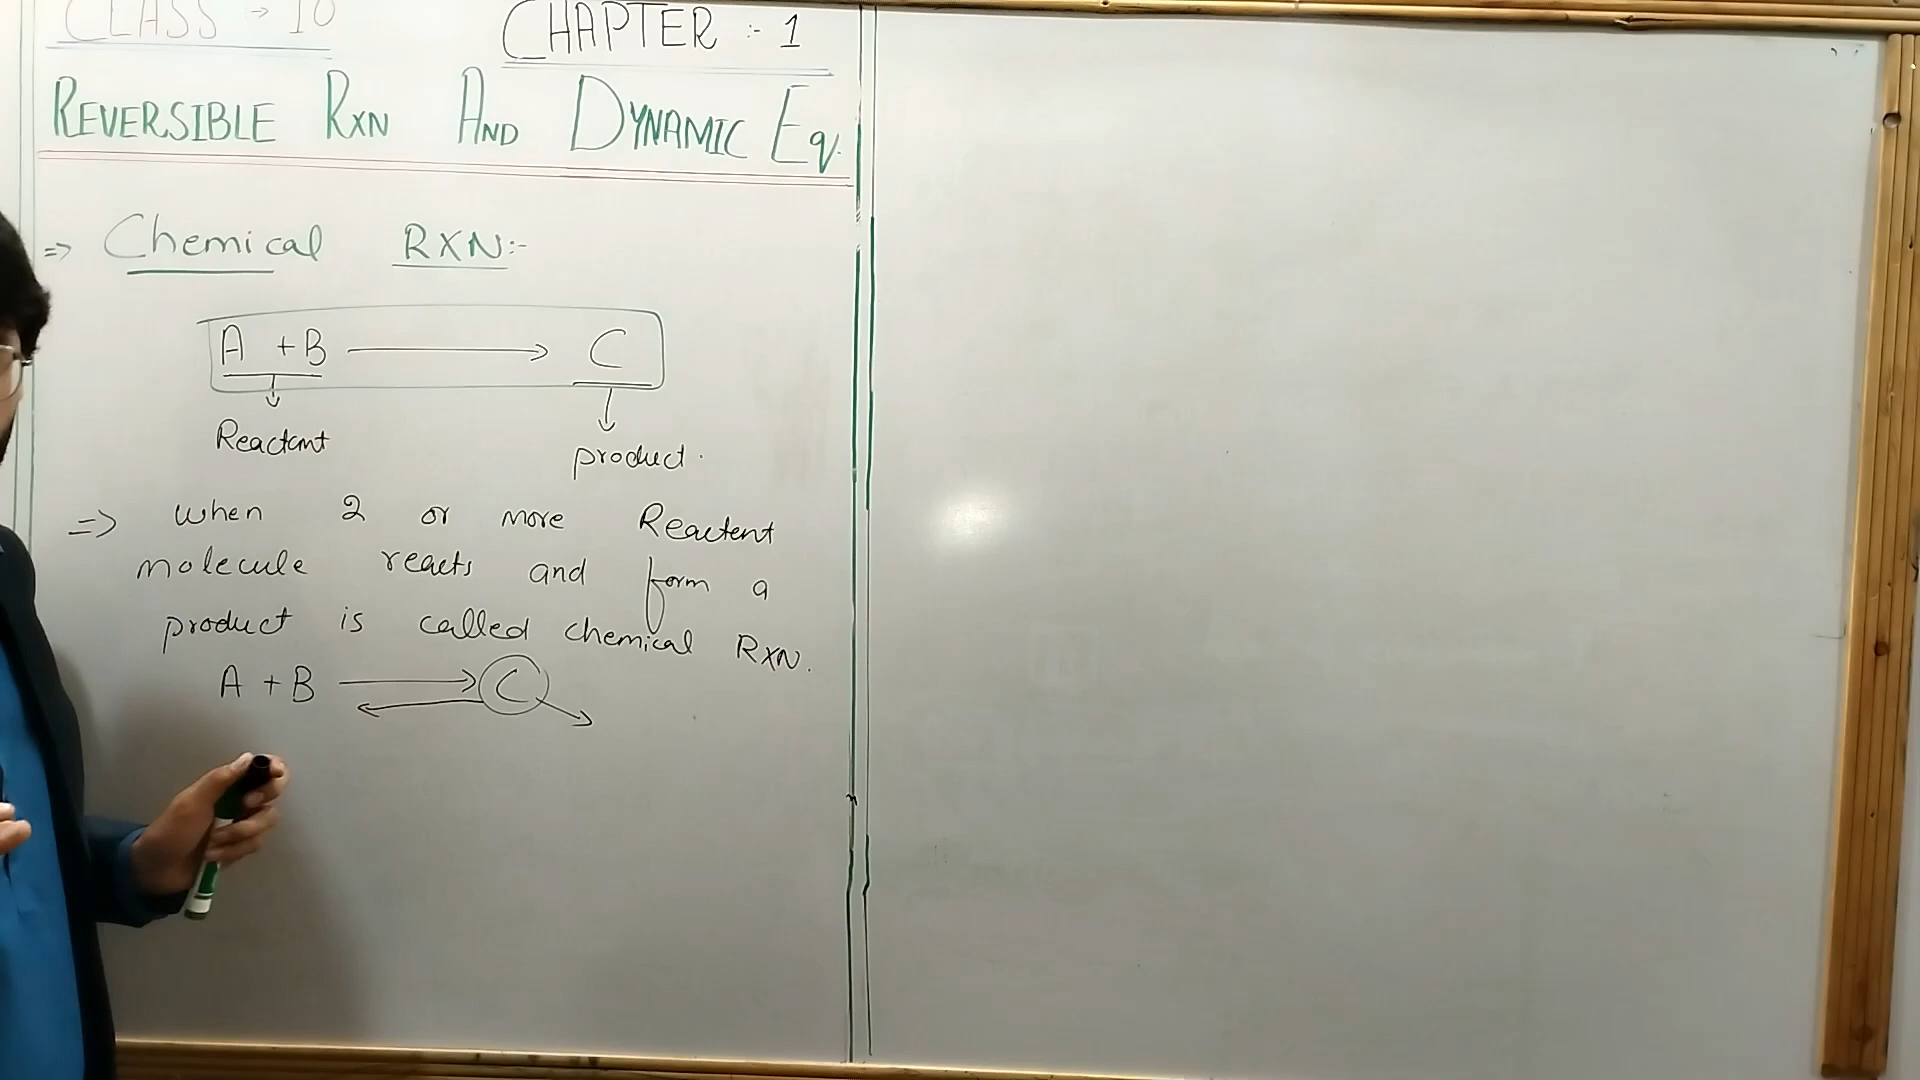 CLASS → 10
CHAPTER :- 1
REVERSIBLE RXN AND DYNAMIC Eq.
⇒ Chemical RXN:-
A + B ⟶ C
Reactant
product.
⇒ when 2 or more Reactent
molecule reacts and form a
product is called chemical RXN.
A + B ⇄ C